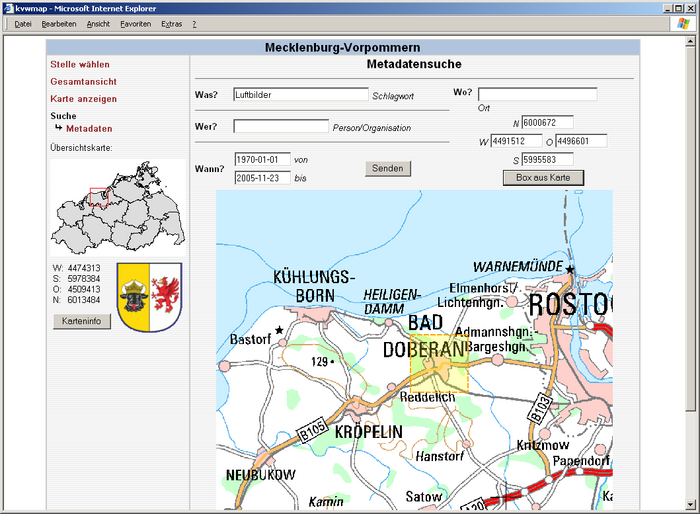 kvwmap - Microsoft Internet Explorer
Datei Bearbeiten Ansicht Favoriten Extras ?
Mecklenburg-Vorpommern
Stelle wählen
Gesamtansicht
Karte anzeigen
Suche
Metadaten
Übersichtskarte:
W: 4474313
S: 5978384
O: 4509413
N: 6013484
Karteninfo
Metadatensuche
Was? Luftbilder Schlagwort
Wo?
Ort
Wer? Person/Organisation
N 6000672
W 4491512 O 4496601
S 5995583
Wann? 1970-01-01 von
2005-11-23 bis
Senden
Box aus Karte
WARNEMÜNDE
KÜHLUNGS-
BORN
HEILIGEN-
DAMM
Elmenhorst/
Lichtenhgn.
ROSTO
BAD
DOBERAN
Admannshgn.-
Bargeshgn.
Bastorf
129
Reddelich
B103
B105
KRÖPELIN
Hanstorf
Kritzmow
Papendorf
NEUBUKOW
Kamin
Satow
A20
Ka